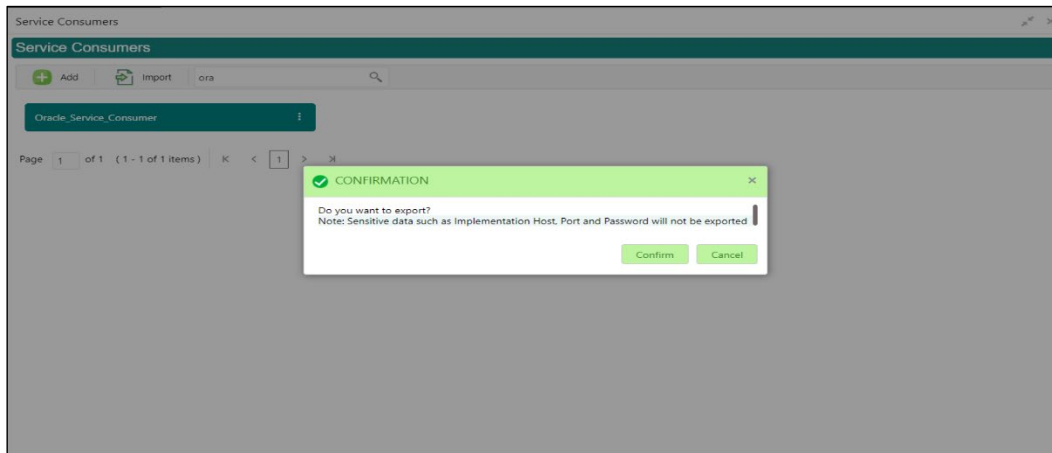 Service Consumers
Service Consumers
Add Import ora
Oracle_Service_Consumer
Page 1 of 1 ( 1 - 1 of 1 items ) 1
CONFIRMATION
Do you want to export?
Note: Sensitive data such as Implementation Host, Port and Password will not be exported
Confirm Cancel